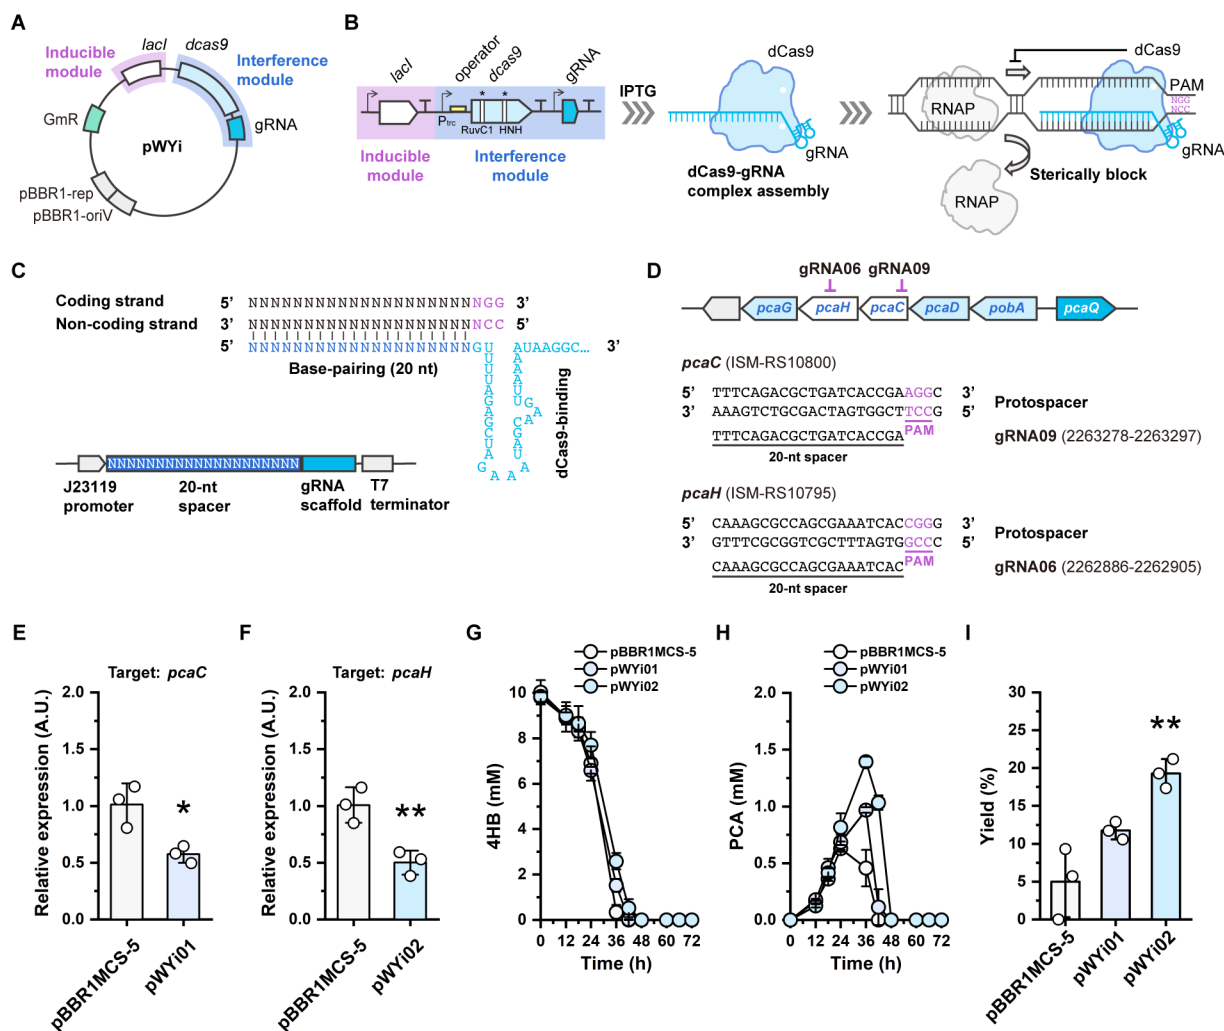 A
lacI
dcas9
Inducible
module
Interference
module
GmR
gRNA
pWYi
pBBR1-rep
pBBR1-oriV
B
lacI
operator
dcas9
gRNA
* *
Ptrc
RuvC1 HNH
Inducible
module
Interference
module
IPTG
dCas9
gRNA
dCas9-gRNA
complex assembly
dCas9
RNAP
PAM
NGG
NCC
gRNA
Sterically block
RNAP
C
Coding strand 5’ NNNNNNNNNNNNNNNNNNNNNGG 3’
Non-coding strand 3’ NNNNNNNNNNNNNNNNNNNNNCC 5’
5’ NNNNNNNNNNNNNNNNNNNNGU AUAAGGC... 3’
Base-pairing (20 nt)
dCas9-binding
NNNNNNNNNNNNNNNNNNNN
J23119
promoter
20-nt
spacer
gRNA
scaffold
T7
terminator
D
gRNA06 gRNA09
pcaG pcaH pcaC pcaD pobA pcaQ
pcaC (ISM-RS10800)
5’ TTTCAGACGCTGATCACCGAAGGC 3’
3’ AAAGTCTGCGACTAGTGGCTTCCG 5’
Protospacer
TTTCAGACGCTGATCACCGA PAM
20-nt spacer
gRNA09 (2263278-2263297)
pcaH (ISM-RS10795)
5’ CAAAGCGCCAGCGAAATCACCGGG 3’
3’ GTTTCGCGGTCGCTTTAGTGGCCC 5’
Protospacer
CAAAGCGCCAGCGAAATCAC PAM
20-nt spacer
gRNA06 (2262886-2262905)
E
Target: pcaC
Relative expression (A.U.)
2.0
1.5
1.0
0.5
0.0
*
pBBR1MCS-5
pWYi01
F
Target: pcaH
Relative expression (A.U.)
2.0
1.5
1.0
0.5
0.0
**
pBBR1MCS-5
pWYi02
G
pBBR1MCS-5
pWYi01
pWYi02
4HB (mM)
10
8
6
4
2
0
0 12 24 36 48 60 72
Time (h)
H
pBBR1MCS-5
pWYi01
pWYi02
PCA (mM)
2.0
1.5
1.0
0.5
0.0
0 12 24 36 48 60 72
Time (h)
I
Yield (%)
30
25
20
15
10
5
0
**
pBBR1MCS-5
pWYi01
pWYi02